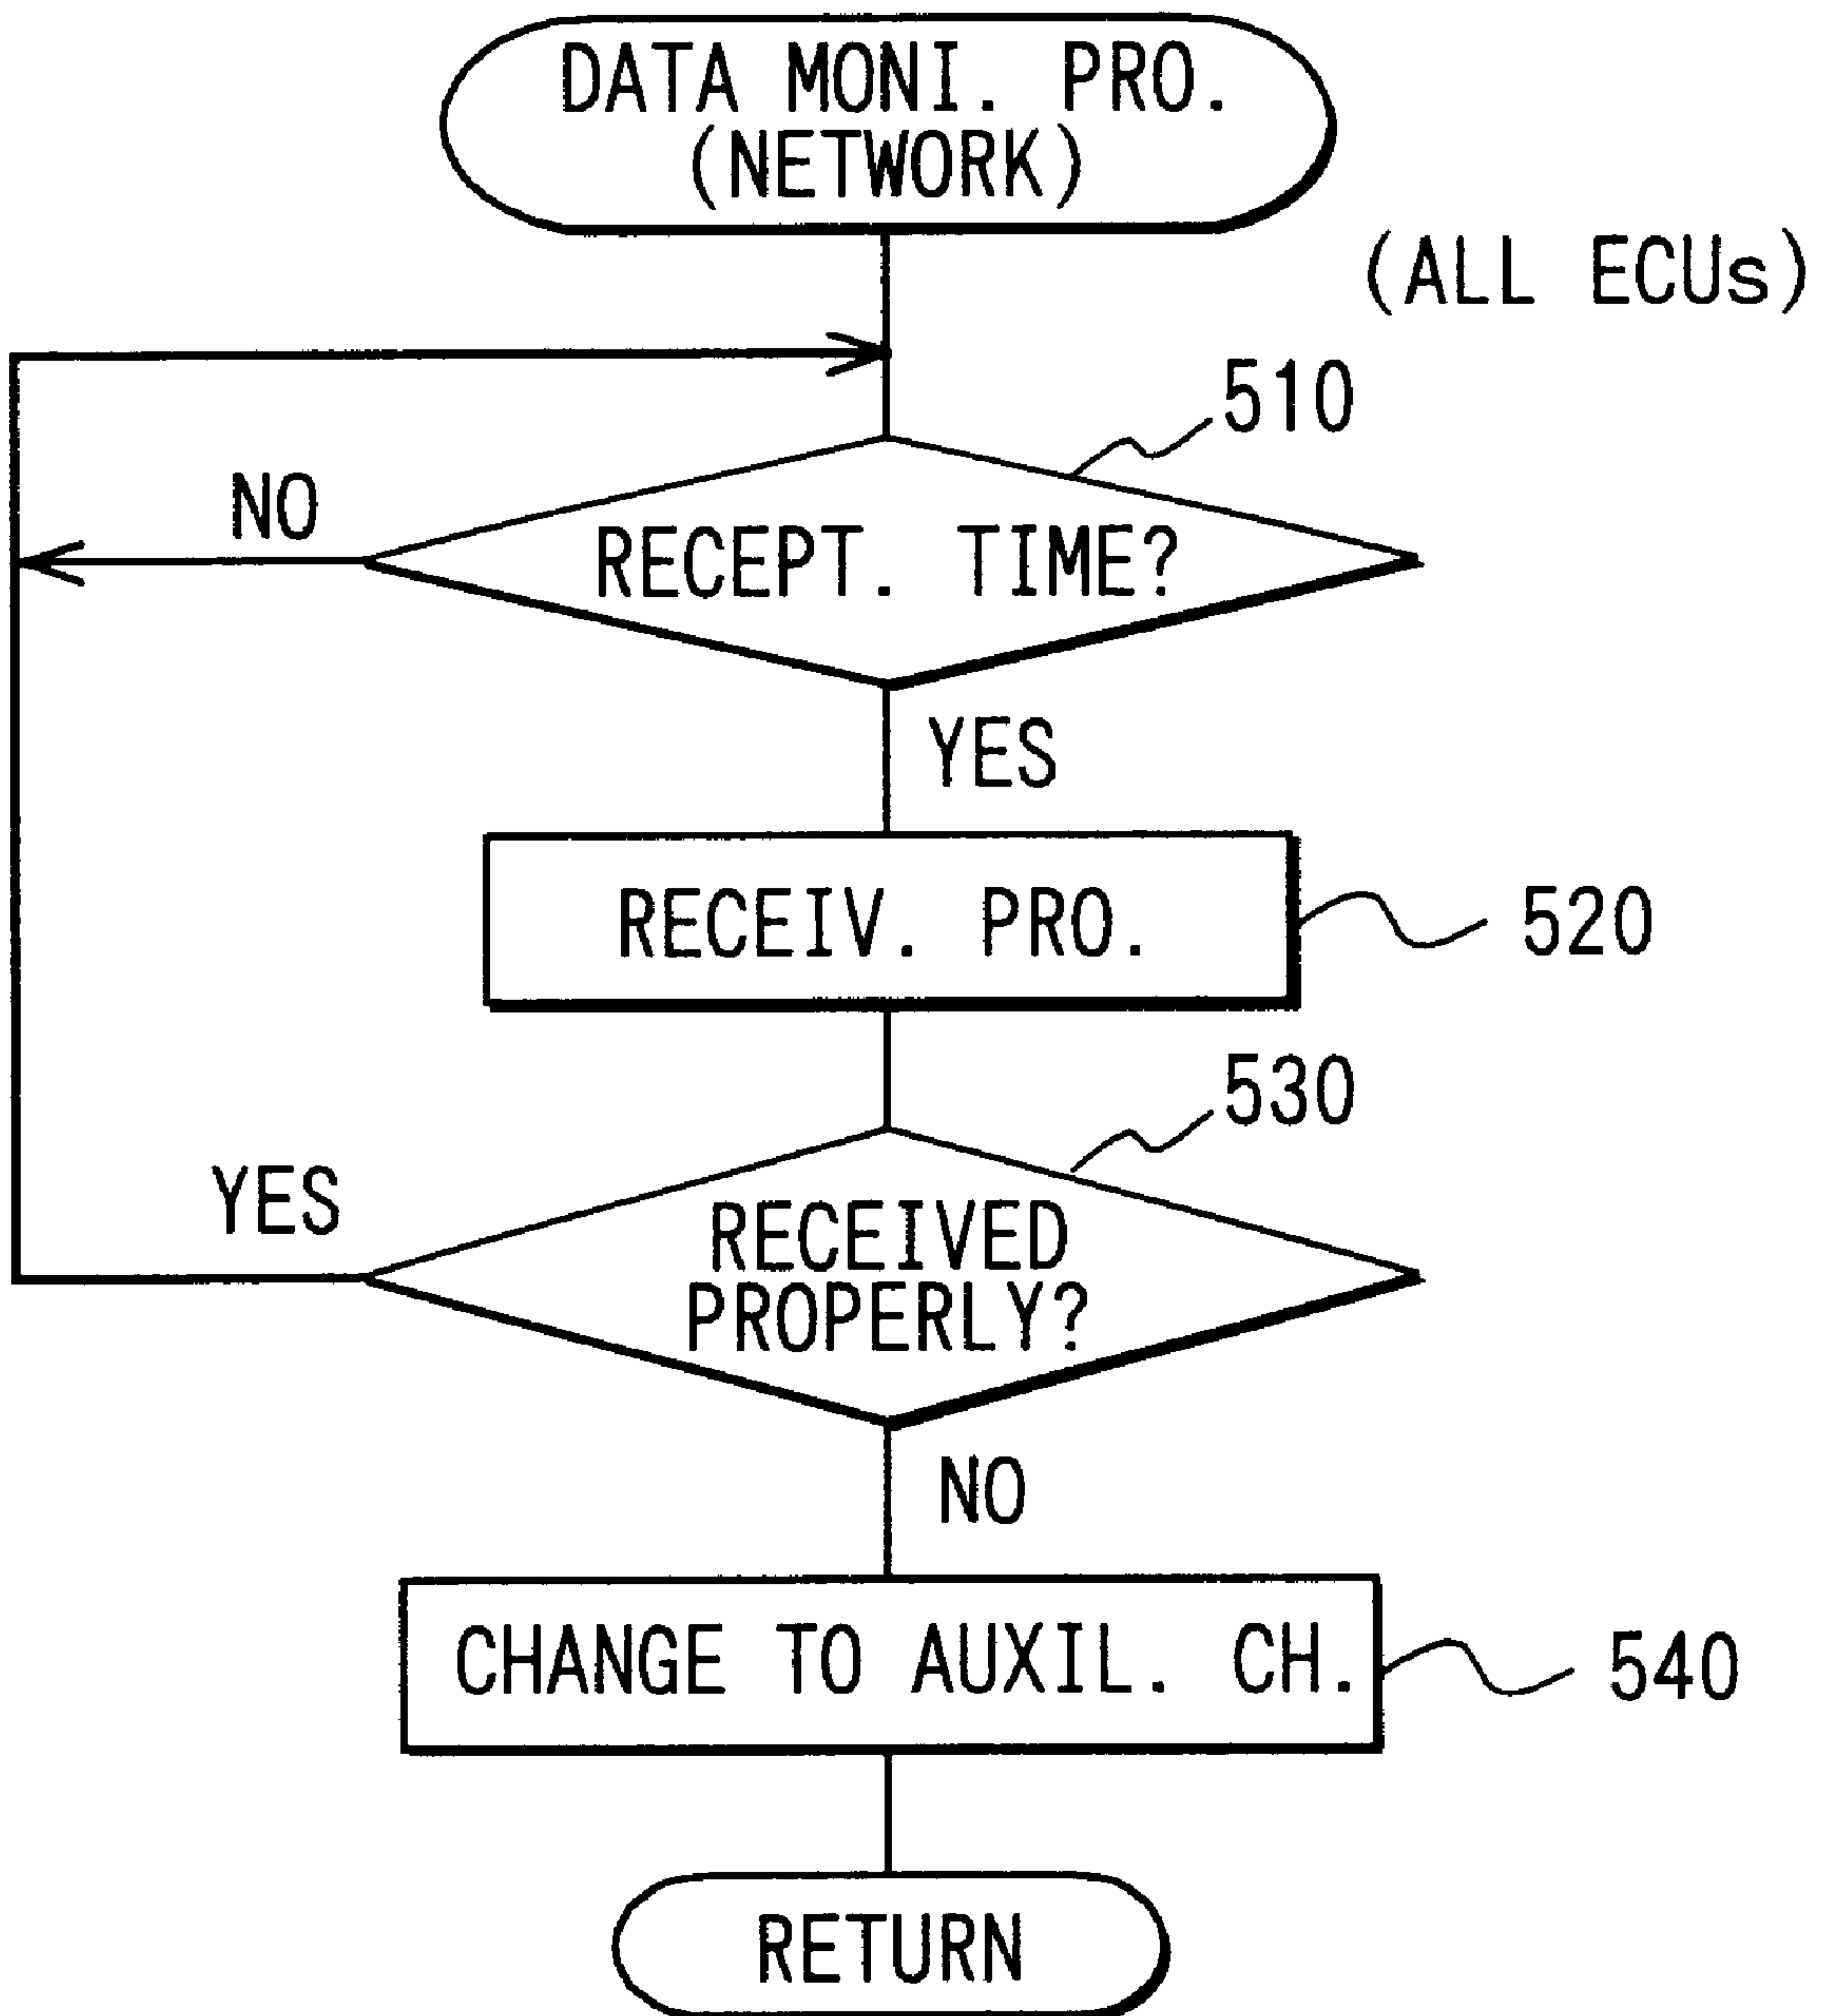 DATA MONI. PRO.
(NETWORK)
(ALL ECUs)
510
NO
RECEPT. TIME?
YES
RECEIV. PRO.
520
530
YES
RECEIVED
PROPERLY?
NO
CHANGE TO AUXIL. CH.
540
RETURN